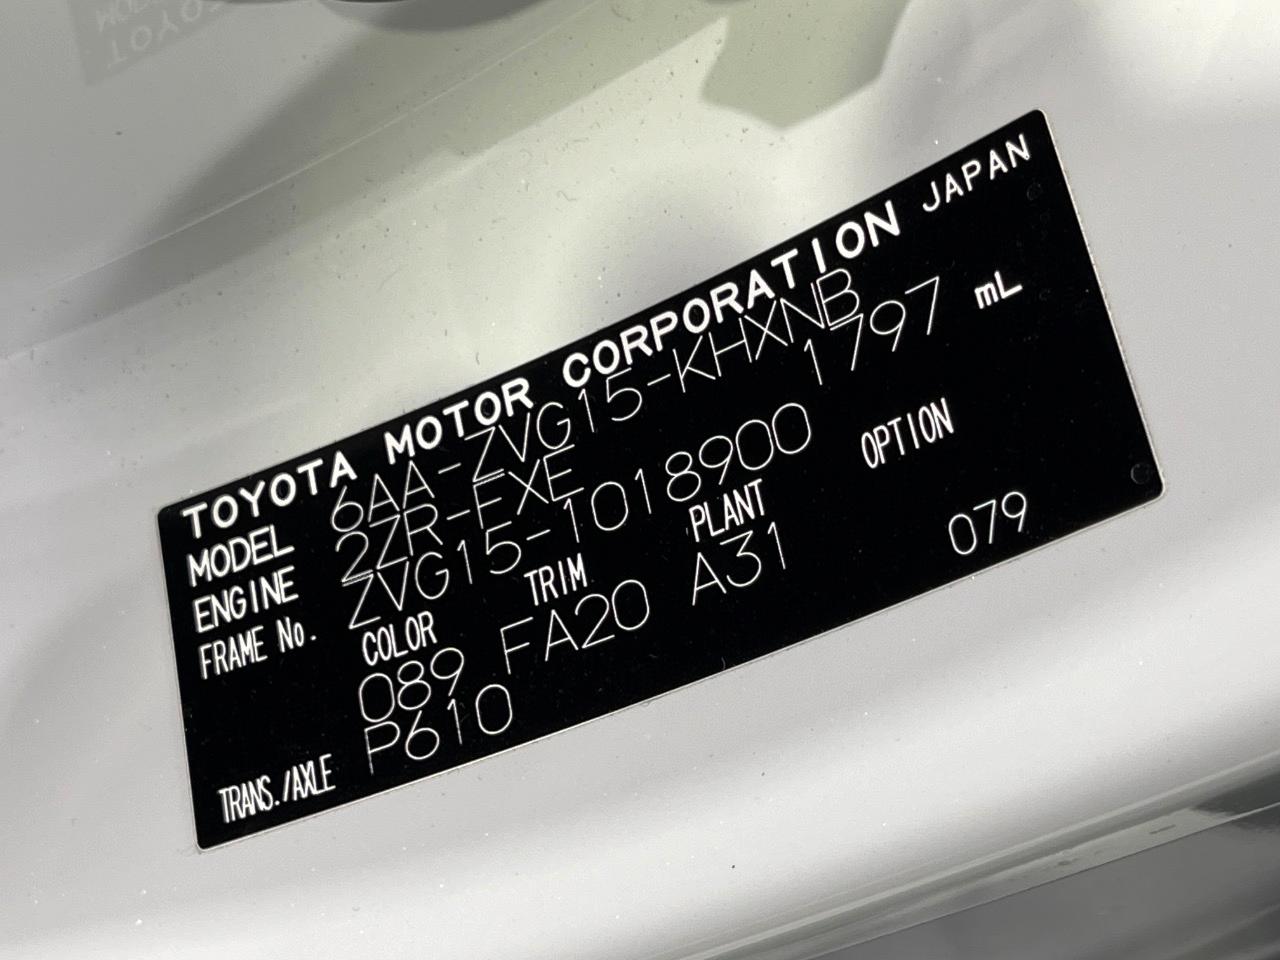 TOYOTA MOTOR CORPORATION JAPAN
MODEL 6AA-ZVG15-KHXNB
ENGINE 2ZR-FXE 1797 mL
FRAME No. ZVG15-1018900
COLOR TRIM PLANT OPTION
089 FA20 A31 079
TRANS./AXLE P610